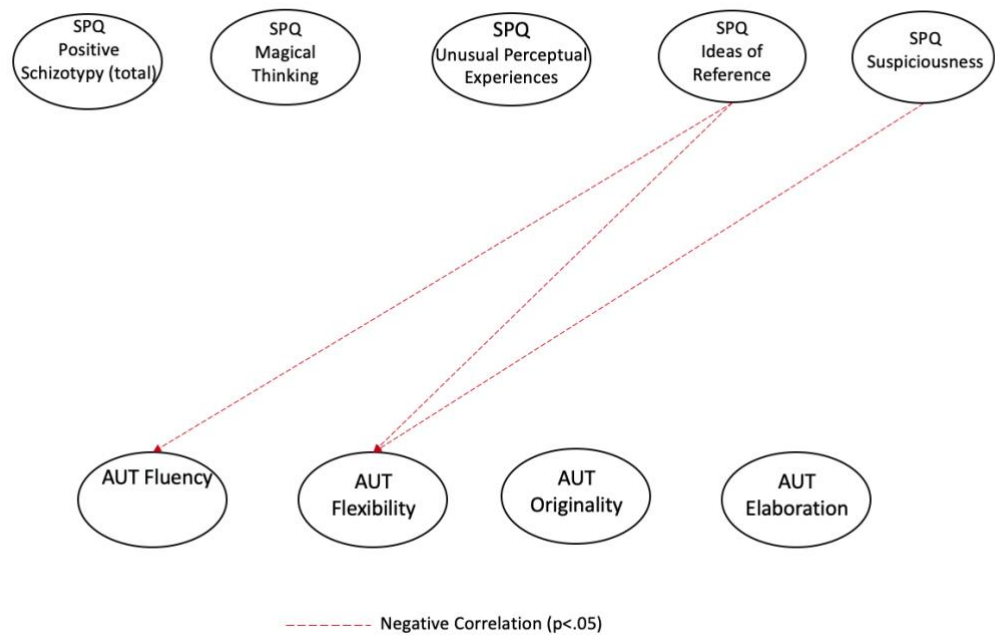 SPQ
Positive
Schizotypy (total)
SPQ
Magical
Thinking
SPQ
Unusual Perceptual
Experiences
SPQ
Ideas of
Reference
SPQ
Suspiciousness
AUT Fluency
AUT
Flexibility
AUT
Originality
AUT
Elaboration
Negative Correlation (p<.05)